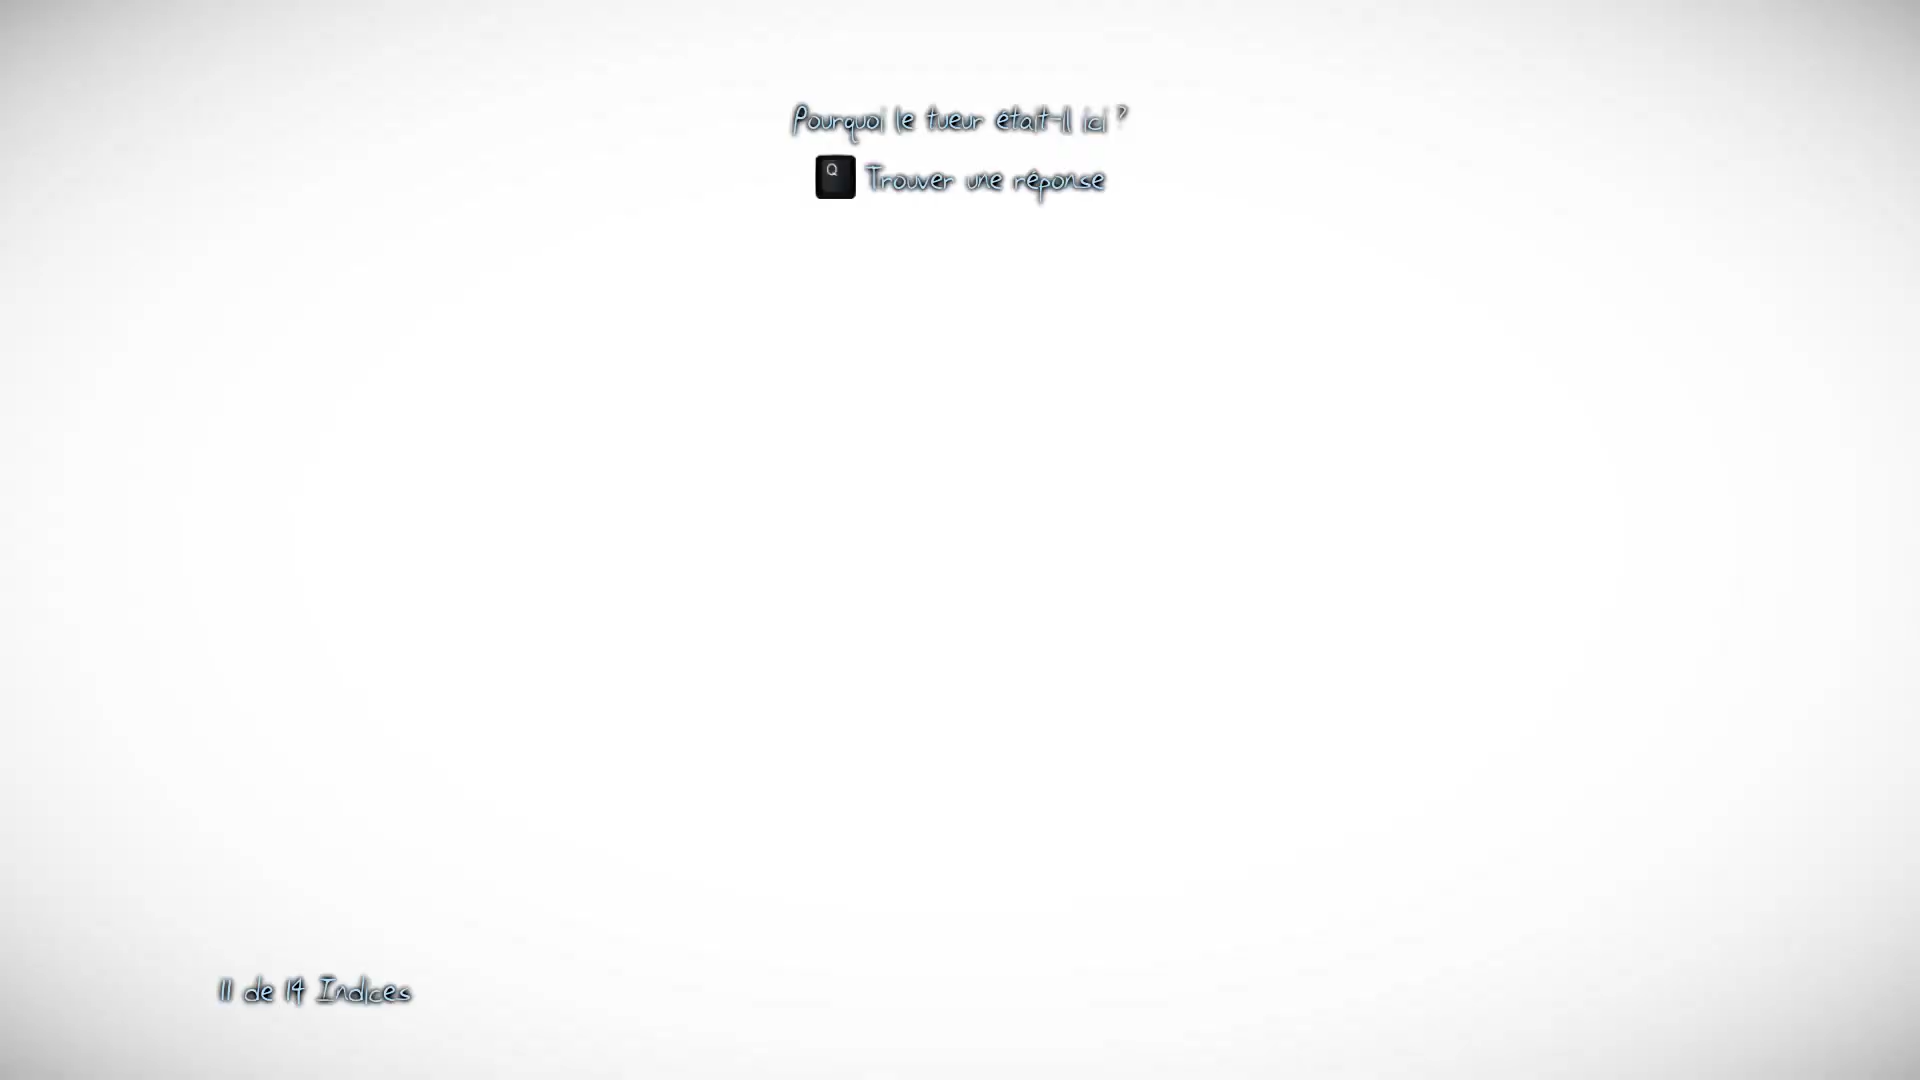 Pourquoi le tueur était-il ici ?
Q Trouver une réponse
11 de 14 Indices